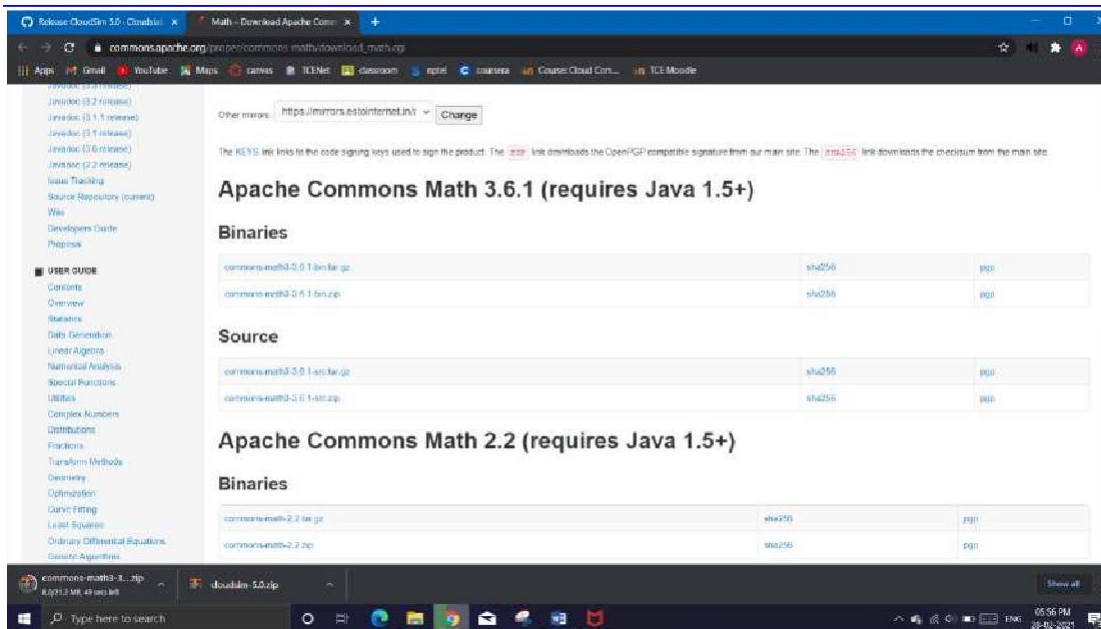 Release CloudSim 5.0 · Cloudslab
Math – Download Apache Comm
commons.apache.org/proper/commons-math/download_math.cgi
Apps Gmail YouTube Maps canvas TCENet classroom nptel coursera Course: Cloud Com... TCE Moodle
Javadoc (3.2 release)
Javadoc (3.1.1 release)
Javadoc (3.1 release)
Javadoc (3.0 release)
Javadoc (2.2 release)
Issue Tracking
Source Repository (current)
Wiki
Developers Guide
Proposal
USER GUIDE
Contents
Overview
Statistics
Data Generation
Linear Algebra
Numerical Analysis
Special Functions
Utilities
Complex Numbers
Distributions
Fractions
Transform Methods
Geometry
Optimization
Curve Fitting
Least Squares
Ordinary Differential Equations
Genetic Algorithms
Other mirrors: https://mirrors.estointernet.in/ Change
The KEYS link links to the code signing keys used to sign the product. The PGP link downloads the OpenPGP compatible signature from our main site. The sha256 link downloads the checksum from the main site.
Apache Commons Math 3.6.1 (requires Java 1.5+)
Binaries
commons-math3-3.6.1-bin.tar.gz sha256 pgp
commons-math3-3.6.1-bin.zip sha256 pgp
Source
commons-math3-3.6.1-src.tar.gz sha256 pgp
commons-math3-3.6.1-src.zip sha256 pgp
Apache Commons Math 2.2 (requires Java 1.5+)
Binaries
commons-math-2.2.tar.gz sha256 pgp
commons-math-2.2.zip sha256 pgp
commons-math3-3....zip
cloudsim-5.0.zip
Show all
Type here to search
ENG
05:56 PM
28-02-2021